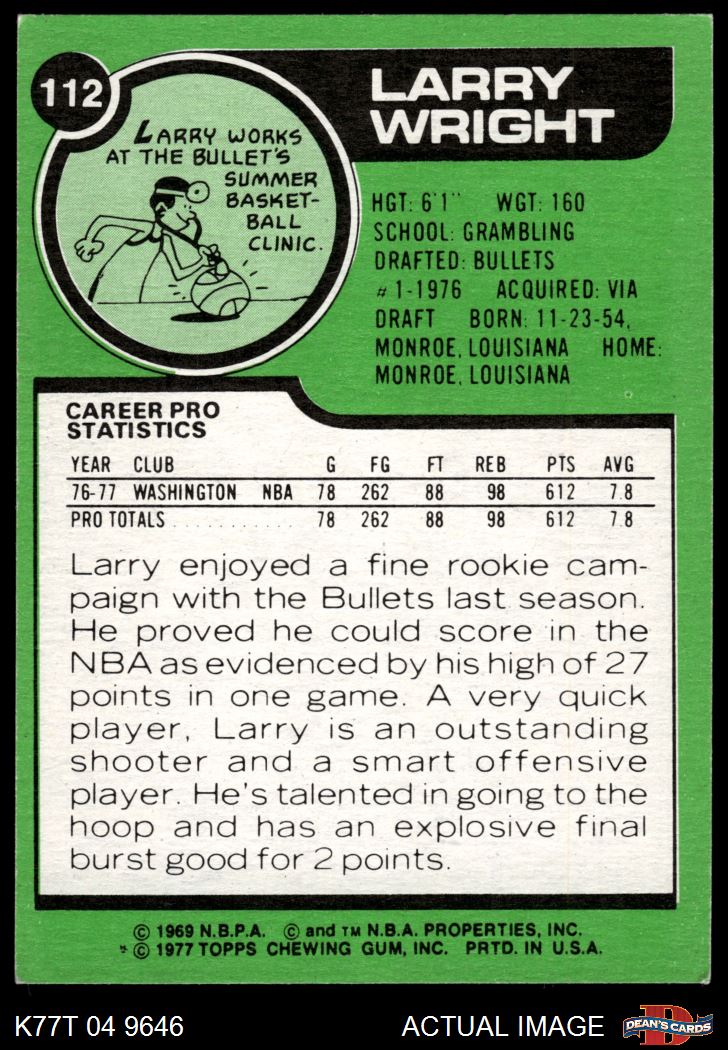 112
LARRY WORKS
AT THE BULLET'S
SUMMER
BASKET-
BALL
CLINIC.
LARRY
WRIGHT
HGT: 6'1" WGT: 160
SCHOOL: GRAMBLING
DRAFTED: BULLETS
#1-1976 ACQUIRED: VIA
DRAFT BORN: 11-23-54,
MONROE, LOUISIANA HOME:
MONROE, LOUISIANA
CAREER PRO
STATISTICS
YEAR CLUB G FG FT REB PTS AVG
76-77 WASHINGTON NBA 78 262 88 98 612 7.8
PRO TOTALS . . . . . . . . . . . 78 262 88 98 612 7.8
Larry enjoyed a fine rookie cam-
paign with the Bullets last season.
He proved he could score in the
NBA as evidenced by his high of 27
points in one game. A very quick
player, Larry is an outstanding
shooter and a smart offensive
player. He's talented in going to the
hoop and has an explosive final
burst good for 2 points.
© 1969 N.B.P.A. © and TM N.B.A. PROPERTIES, INC.
* © 1977 TOPPS CHEWING GUM, INC. PRTD. IN U.S.A.
K77T 04 9646 ACTUAL IMAGE
D
DEAN'S CARDS